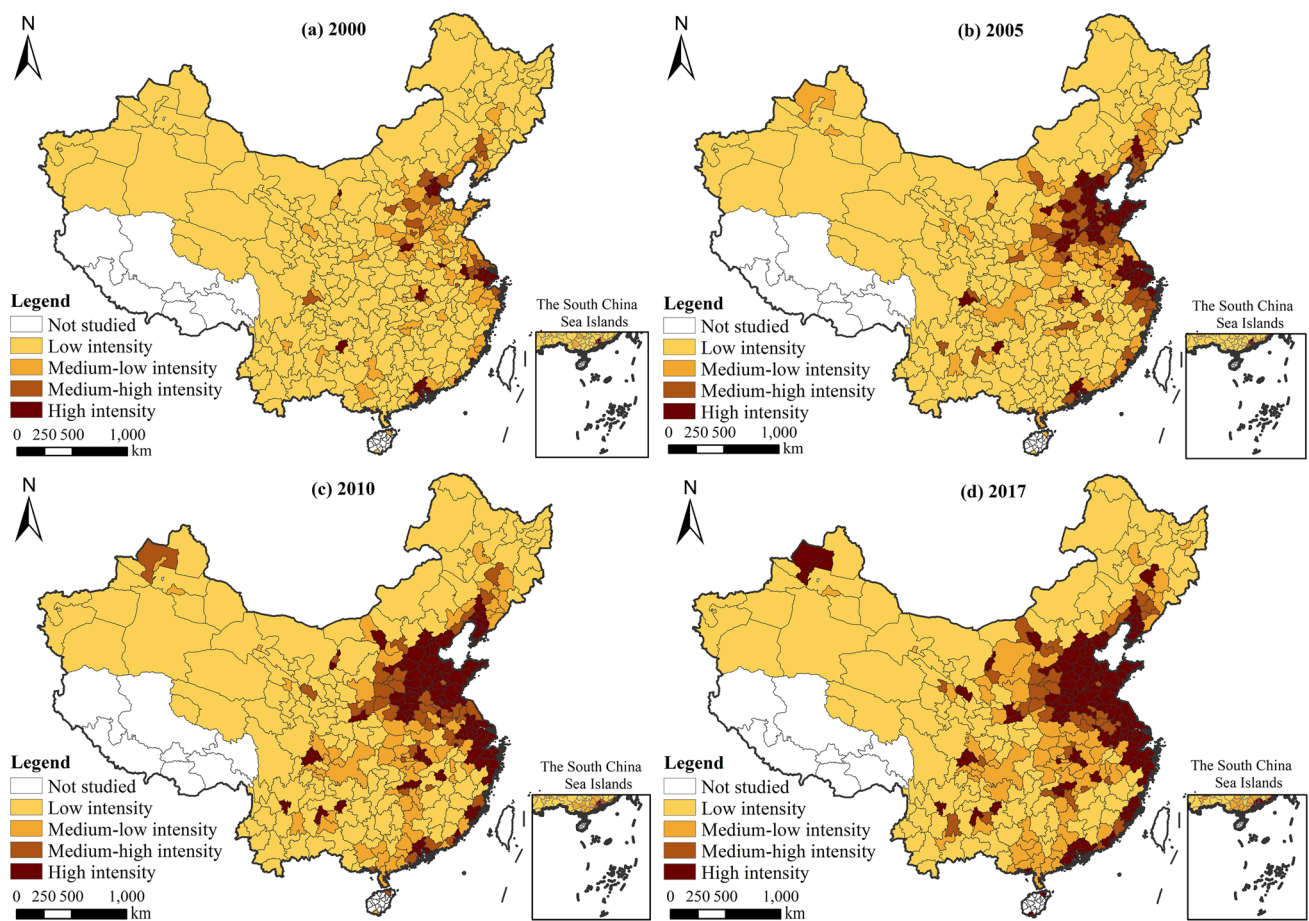 N
(a) 2000
Legend
Not studied
Low intensity
Medium-low intensity
Medium-high intensity
High intensity
0 250 500 1,000
km
The South China
Sea Islands
N
(b) 2005
Legend
Not studied
Low intensity
Medium-low intensity
Medium-high intensity
High intensity
0 250 500 1,000
km
The South China
Sea Islands
N
(c) 2010
Legend
Not studied
Low intensity
Medium-low intensity
Medium-high intensity
High intensity
0 250 500 1,000
km
The South China
Sea Islands
N
(d) 2017
Legend
Not studied
Low intensity
Medium-low intensity
Medium-high intensity
High intensity
0 250 500 1,000
km
The South China
Sea Islands